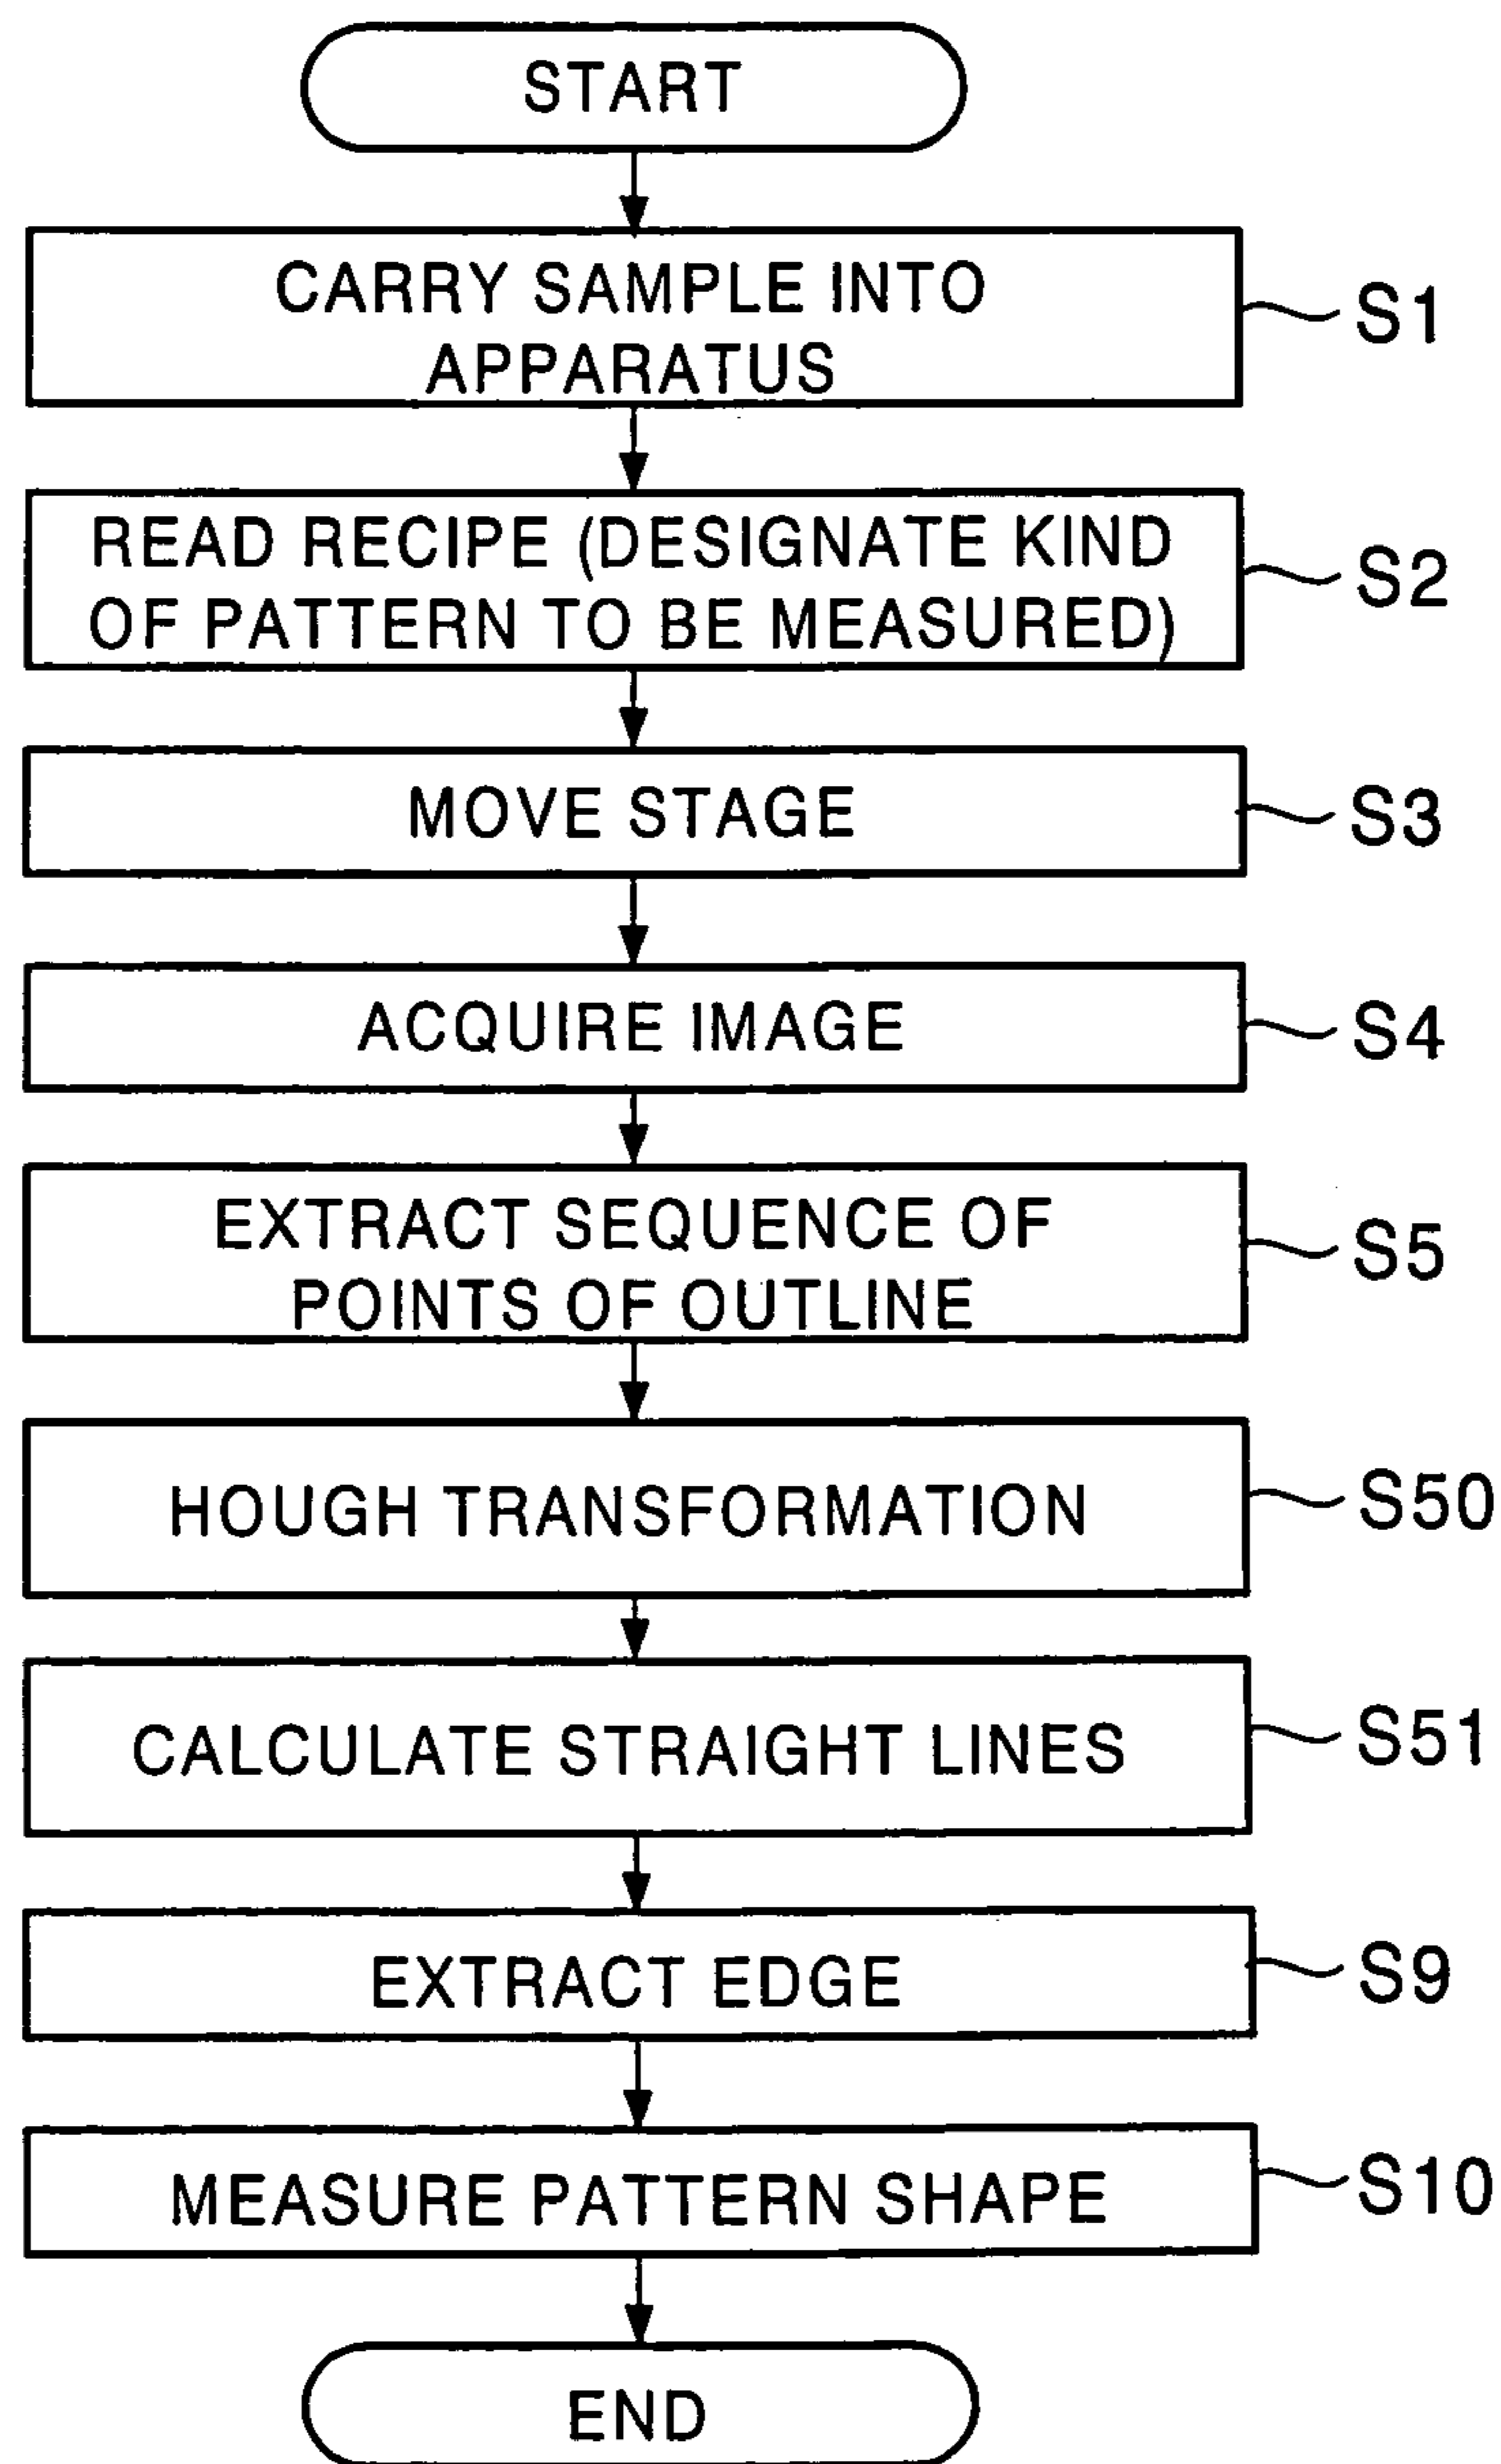 START
CARRY SAMPLE INTO
APPARATUS
S1
READ RECIPE (DESIGNATE KIND
OF PATTERN TO BE MEASURED)
S2
MOVE STAGE
S3
ACQUIRE IMAGE
S4
EXTRACT SEQUENCE OF
POINTS OF OUTLINE
S5
HOUGH TRANSFORMATION
S50
CALCULATE STRAIGHT LINES
S51
EXTRACT EDGE
S9
MEASURE PATTERN SHAPE
S10
END